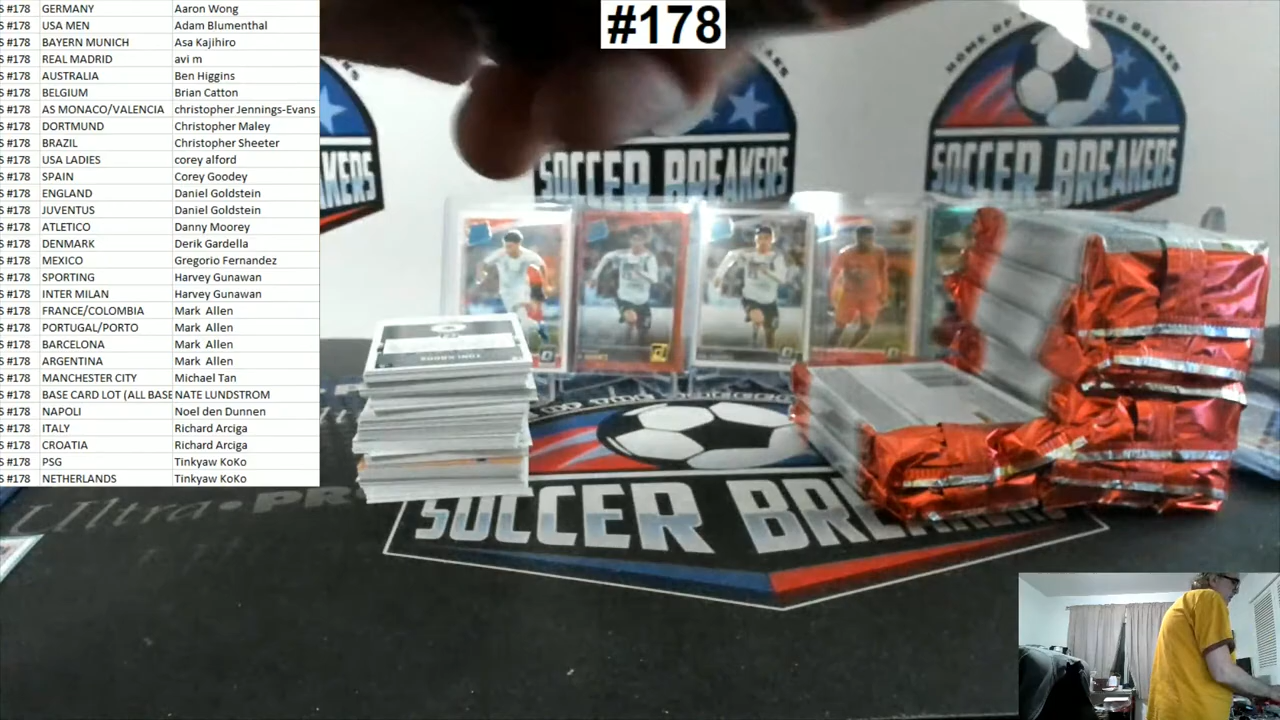 #178
S #178 GERMANY Aaron Wong
S #178 USA MEN Adam Blumenthal
S #178 BAYERN MUNICH Asa Kajihiro
S #178 REAL MADRID avi m
S #178 AUSTRALIA Ben Higgins
S #178 BELGIUM Brian Catton
S #178 AS MONACO/VALENCIA christopher Jennings-Evans
S #178 DORTMUND Christopher Maley
S #178 BRAZIL Christopher Sheeter
S #178 USA LADIES corey alford
S #178 SPAIN Corey Goodey
S #178 ENGLAND Daniel Goldstein
S #178 JUVENTUS Daniel Goldstein
S #178 ATLETICO Danny Moorey
S #178 DENMARK Derik Gardella
S #178 MEXICO Gregorio Fernandez
S #178 SPORTING Harvey Gunawan
S #178 INTER MILAN Harvey Gunawan
S #178 FRANCE/COLOMBIA Mark Allen
S #178 PORTUGAL/PORTO Mark Allen
S #178 BARCELONA Mark Allen
S #178 ARGENTINA Mark Allen
S #178 MANCHESTER CITY Michael Tan
S #178 BASE CARD LOT (ALL BASE NATE LUNDSTROM
S #178 NAPOLI Noel den Dunnen
S #178 ITALY Richard Arciga
S #178 CROATIA Richard Arciga
S #178 PSG Tinkyaw KoKo
S #178 NETHERLANDS Tinkyaw KoKo
SOCCER BREAKERS
SOCCER BREAKERS
KERS
TONI KROOS
Ultra PRO
SOCCER BRE